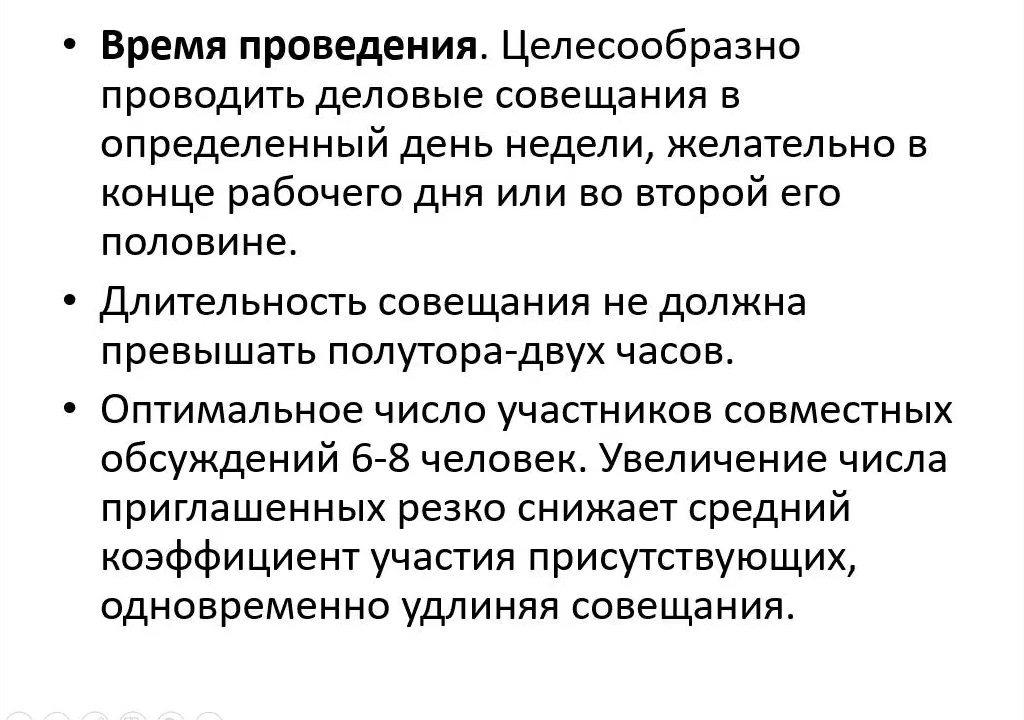 • Время проведения. Целесообразно
проводить деловые совещания в
определенный день недели, желательно в
конце рабочего дня или во второй его
половине.
• Длительность совещания не должна
превышать полутора-двух часов.
• Оптимальное число участников совместных
обсуждений 6-8 человек. Увеличение числа
приглашенных резко снижает средний
коэффициент участия присутствующих,
одновременно удлиняя совещания.